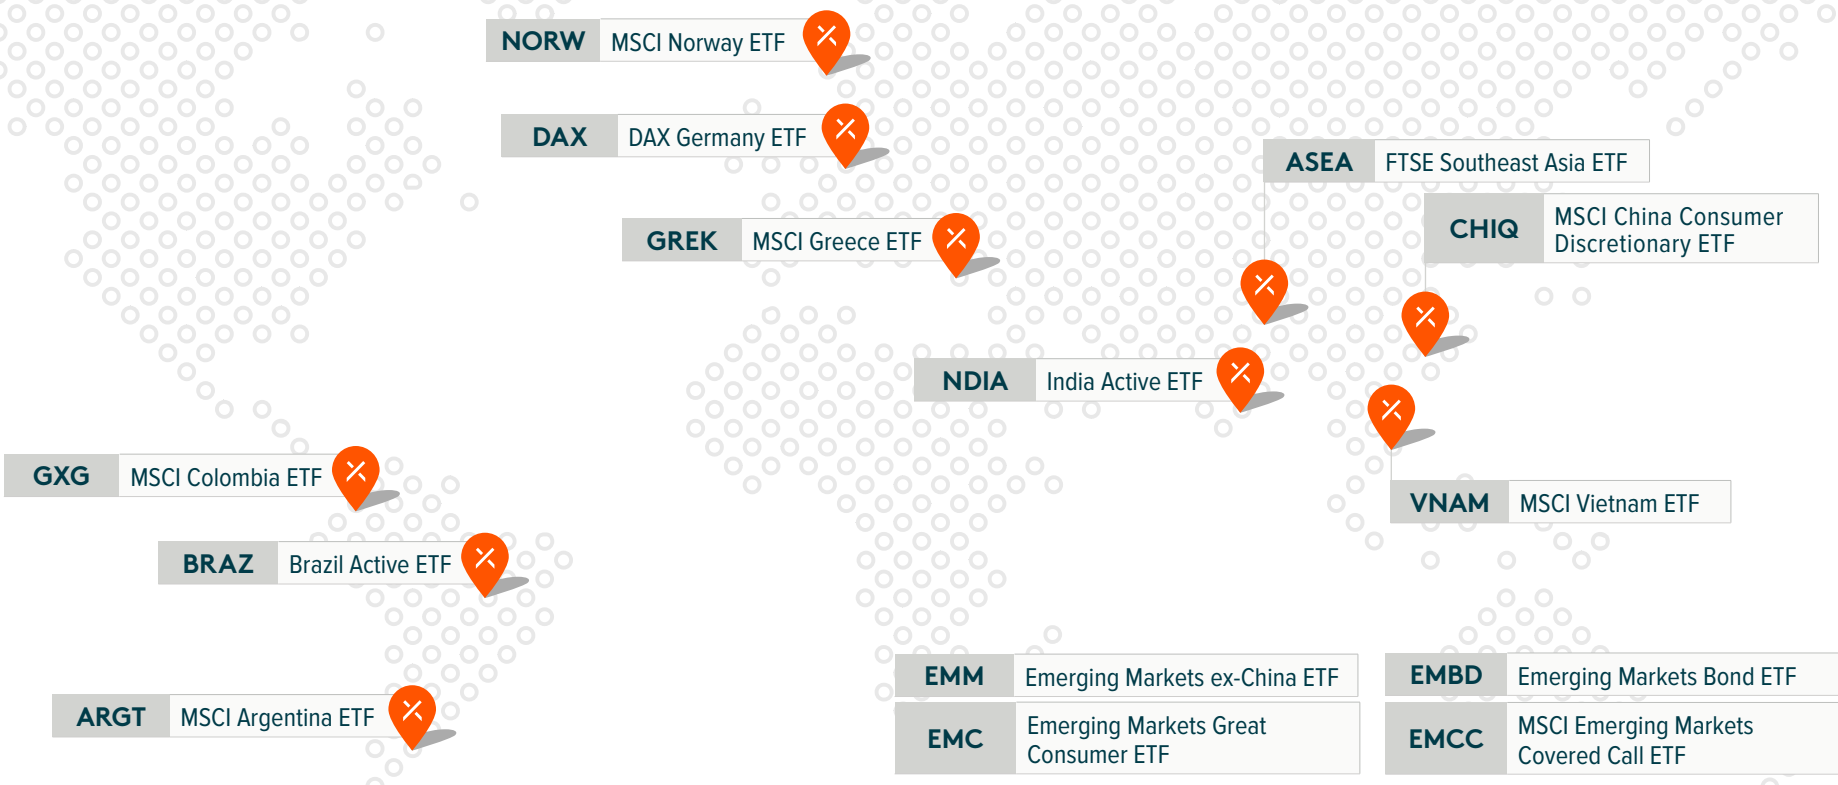 NORW MSCI Norway ETF
DAX DAX Germany ETF
ASEA FTSE Southeast Asia ETF
CHIQ MSCI China Consumer
Discretionary ETF
GREK MSCI Greece ETF
NDIA India Active ETF
GXG MSCI Colombia ETF
VNAM MSCI Vietnam ETF
BRAZ Brazil Active ETF
ARGT MSCI Argentina ETF
EMM Emerging Markets ex-China ETF
EMC Emerging Markets Great
Consumer ETF
EMBD Emerging Markets Bond ETF
EMCC MSCI Emerging Markets
Covered Call ETF